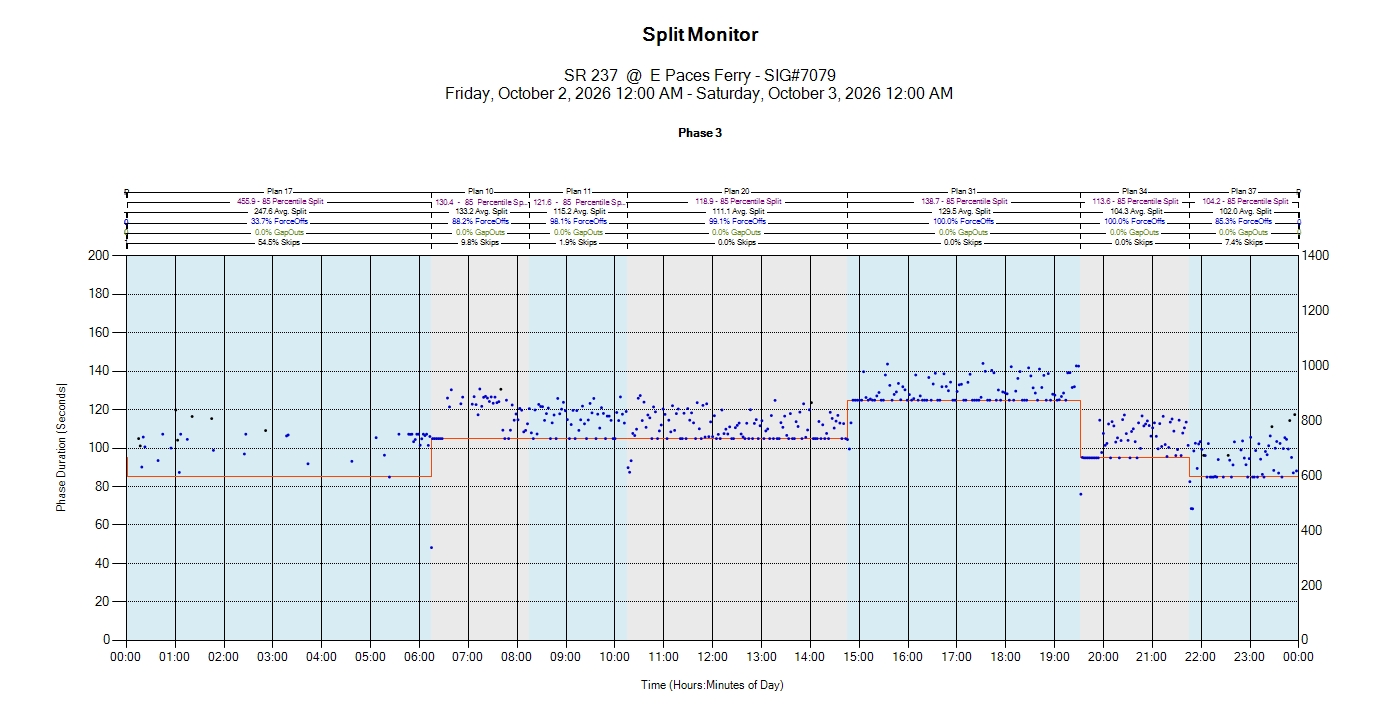 Split Monitor
SR 237 @ E Paces Ferry - SIG#7079
Friday, October 2, 2026 12:00 AM - Saturday, October 3, 2026 12:00 AM
Phase 3
Plan 17 Plan 10 Plan 11 Plan 20 Plan 31 Plan 34 Plan 37
455.9 - 85 Percentile Split 130.4 - 85 Percentile Sp... 121.6 - 85 Percentile Sp... 118.9 - 85 Percentile Split 138.7 - 85 Percentile Split 113.6 - 85 Percentile Split 104.2 - 85 Percentile Split
247.6 Avg. Split 133.2 Avg. Split 115.2 Avg. Split 111.1 Avg. Split 129.5 Avg. Split 104.3 Avg. Split 102.0 Avg. Split
33.7% ForceOffs 88.2% ForceOffs 98.1% ForceOffs 99.1% ForceOffs 100.0% ForceOffs 100.0% ForceOffs 85.3% ForceOffs
0.0% GapOuts 0.0% GapOuts 0.0% GapOuts 0.0% GapOuts 0.0% GapOuts 0.0% GapOuts 0.0% GapOuts
54.5% Skips 9.8% Skips 1.9% Skips 0.0% Skips 0.0% Skips 0.0% Skips 7.4% Skips
200 1400
180
1200
160
140 1000
120
800
100
80 600
60
400
40
200
20
0 0
00:00 01:00 02:00 03:00 04:00 05:00 06:00 07:00 08:00 09:00 10:00 11:00 12:00 13:00 14:00 15:00 16:00 17:00 18:00 19:00 20:00 21:00 22:00 23:00 00:00
Phase Duration [Seconds]
Time (Hours:Minutes of Day)